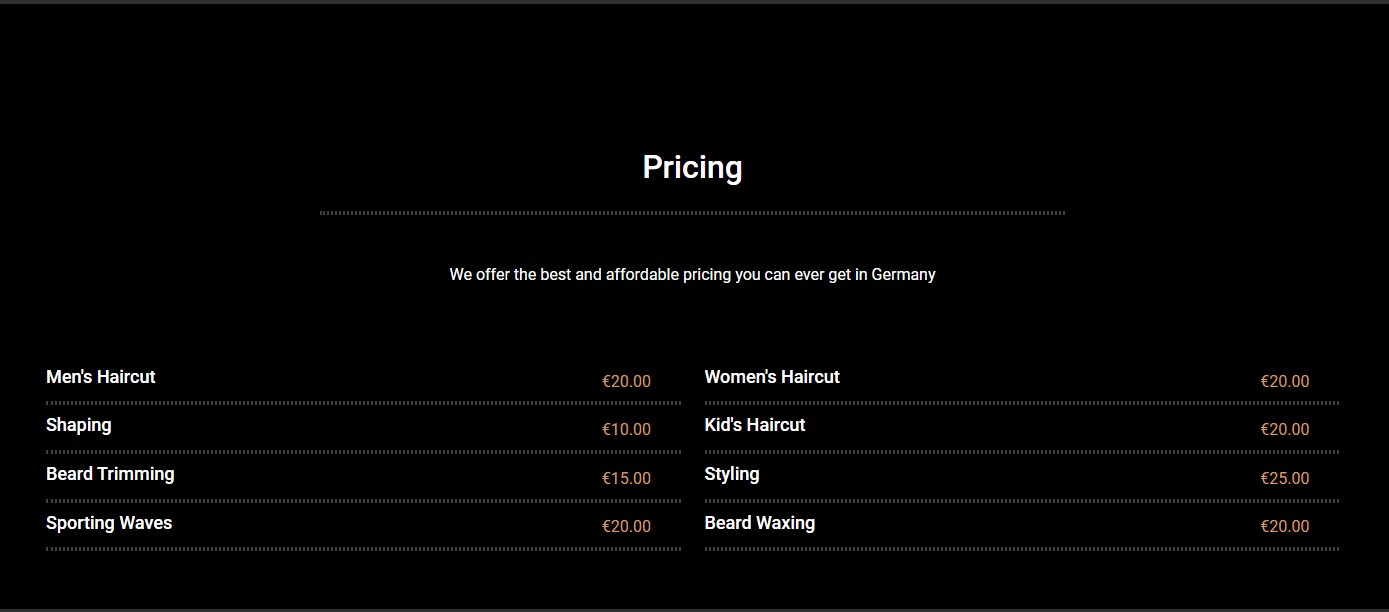 Pricing
We offer the best and affordable pricing you can ever get in Germany
Men's Haircut €20.00
Shaping €10.00
Beard Trimming €15.00
Sporting Waves €20.00
Women's Haircut €20.00
Kid's Haircut €20.00
Styling €25.00
Beard Waxing €20.00